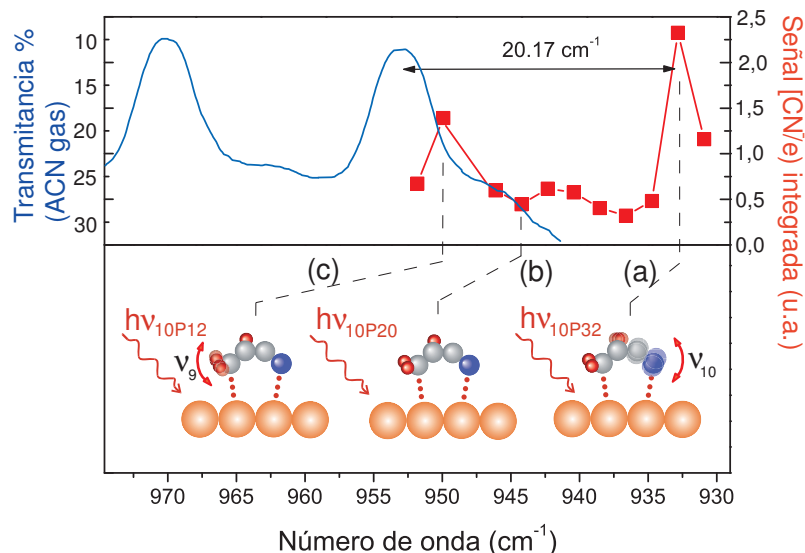 Transmitancia %
(ACN gas)
10
15
20
25
30
20.17 cm⁻¹
2,5
2,0
1,5
1,0
0,5
0,0
Señal [CN⁻/e] integrada (u.a.)
(c)
(b)
(a)
hν10P12
ν9
hν10P20
hν10P32
ν10
970
965
960
955
950
945
940
935
930
Número de onda (cm⁻¹)